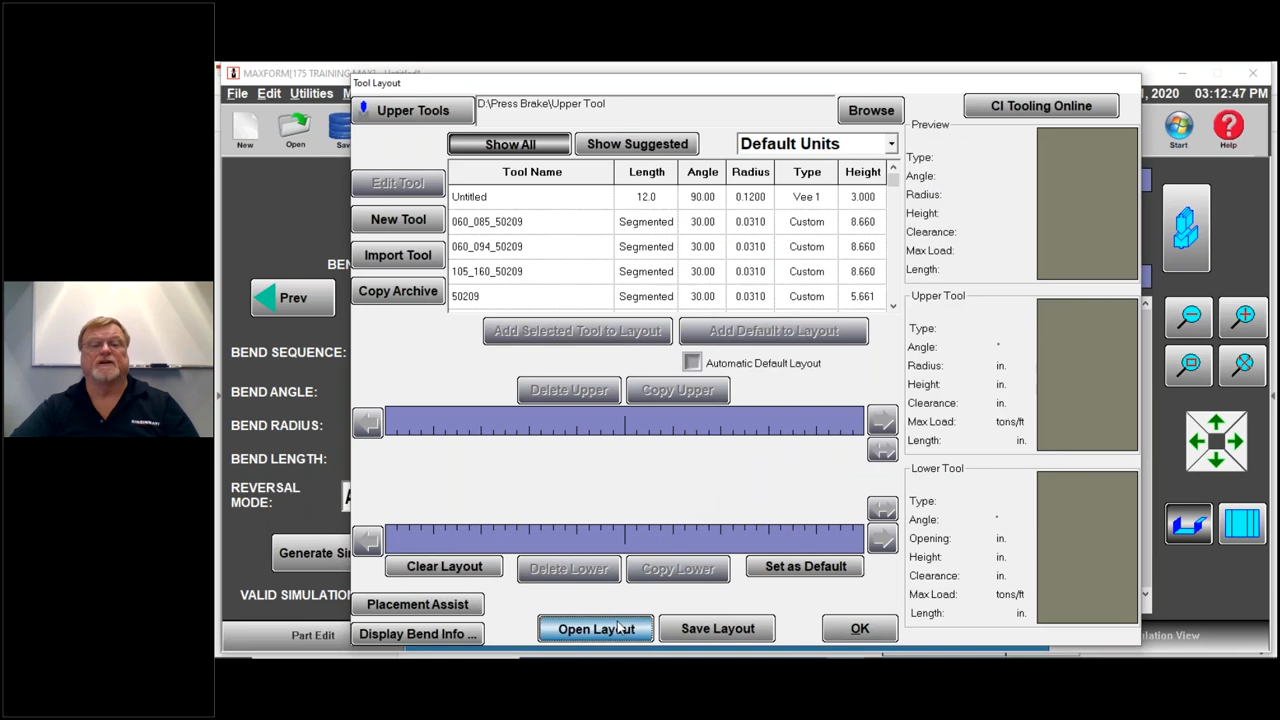 MAXFORM[175 TRAINING MAX] - Untitled*
File Edit Utilities
1, 2020 03:12:47 PM
New
Open
Start
Help
Prev
BEND SEQUENCE:
BEND ANGLE:
BEND RADIUS:
BEND LENGTH:
REVERSAL
MODE:
VALID SIMULATION
Part Edit
Tool Layout
Upper Tools
D:\Press Brake\Upper Tool
Browse
CI Tooling Online
Show All
Show Suggested
Default Units
Edit Tool
New Tool
Import Tool
Copy Archive
Tool Name Length Angle Radius Type Height
Untitled 12.0 90.00 0.1200 Vee 1 3.000
060_085_50209 Segmented 30.00 0.0310 Custom 8.660
060_094_50209 Segmented 30.00 0.0310 Custom 8.660
105_160_50209 Segmented 30.00 0.0310 Custom 8.660
50209 Segmented 30.00 0.0310 Custom 5.661
Add Selected Tool to Layout
Add Default to Layout
Automatic Default Layout
Delete Upper
Copy Upper
Clear Layout
Delete Lower
Copy Lower
Set as Default
Placement Assist
Display Bend Info ...
Open Layout
Save Layout
OK
Preview
Type:
Angle:
Radius:
Height:
Clearance:
Max Load:
Length:
Upper Tool
Type:
Angle: °
Radius: in.
Height: in.
Clearance: in.
Max Load: tons/ft
Length: in.
Lower Tool
Type:
Angle: °
Opening: in.
Height: in.
Clearance: in.
Max Load: tons/ft
Length: in.
CINCINNATI